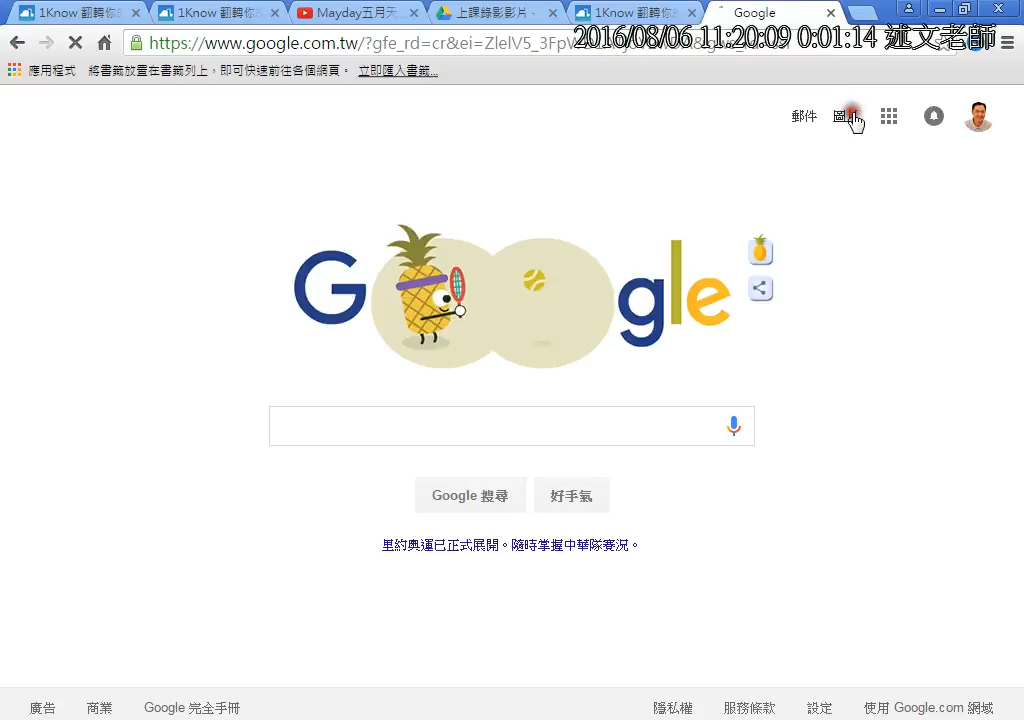 1Know 翻轉你
1Know 翻轉你
Mayday五月天
上課錄影影片 -
1Know 翻轉你
Google
https://www.google.com.tw/?gfe_rd=cr&ei=ZlelV5_3Fp
2016/08/06 11:20:09 0:01:14 述文老師
應用程式 將書籤放置在書籤列上，即可快速前往各個網頁。 立即匯入書籤...
郵件 圖
Google
Google 搜尋 好手氣
里約奧運已正式展開。隨時掌握中華隊賽況。
廣告 商業 Google 完全手冊 隱私權 服務條款 設定 使用 Google.com 網域